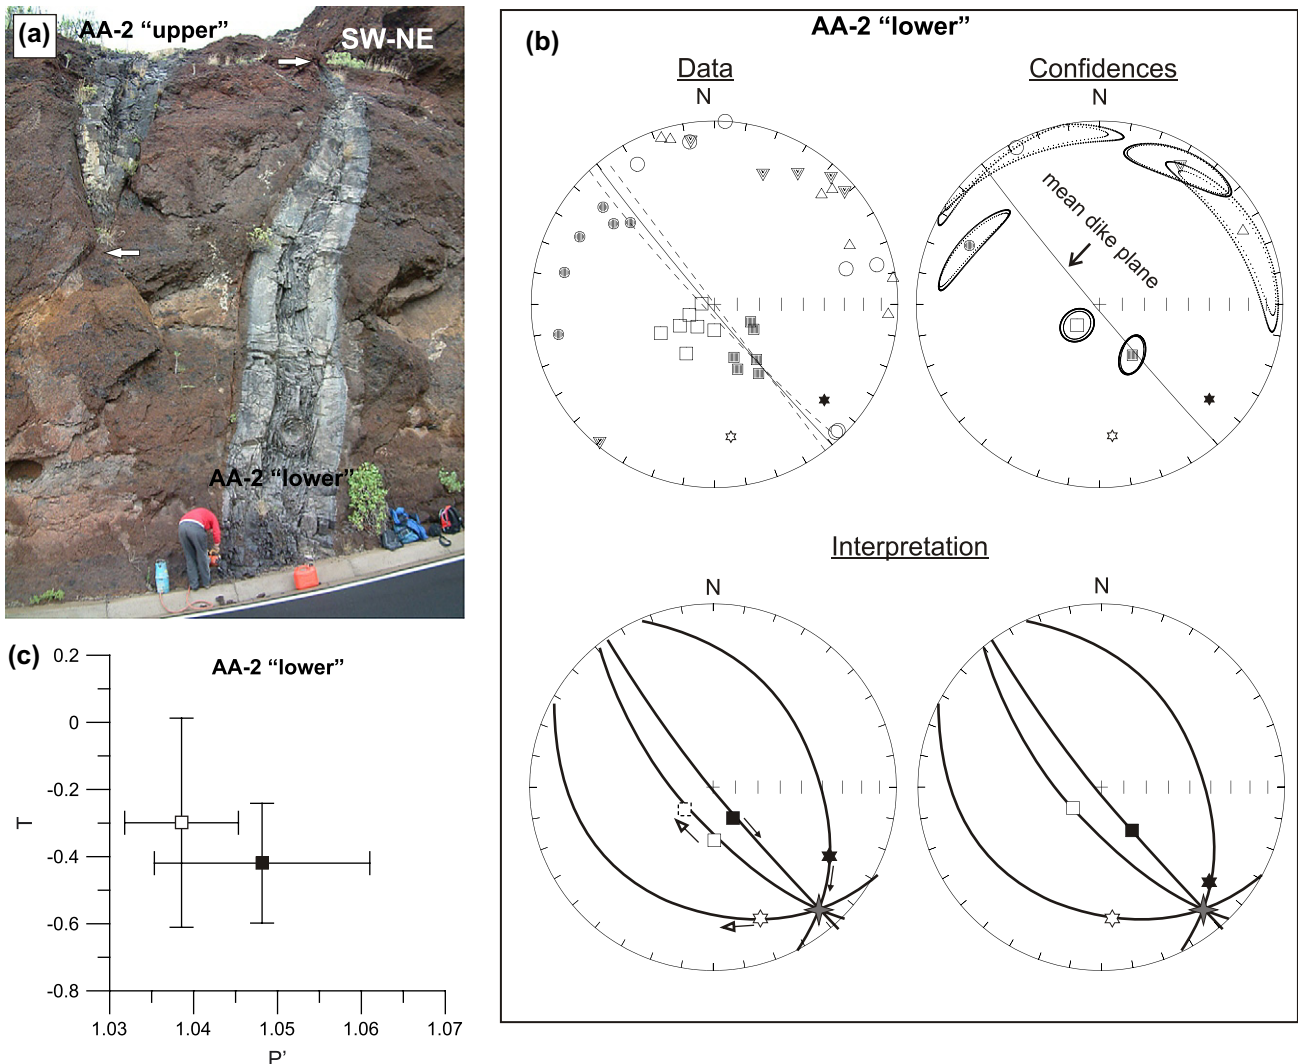 (a)
AA-2 “upper”
SW-NE
AA-2 “lower”
(b)
AA-2 “lower”
Data
Confidences
N
N
mean dike plane
Interpretation
N
N
(c)
AA-2 “lower”
0.2
0
-0.2
-0.4
-0.6
-0.8
T
1.03
1.04
1.05
1.06
1.07
P’